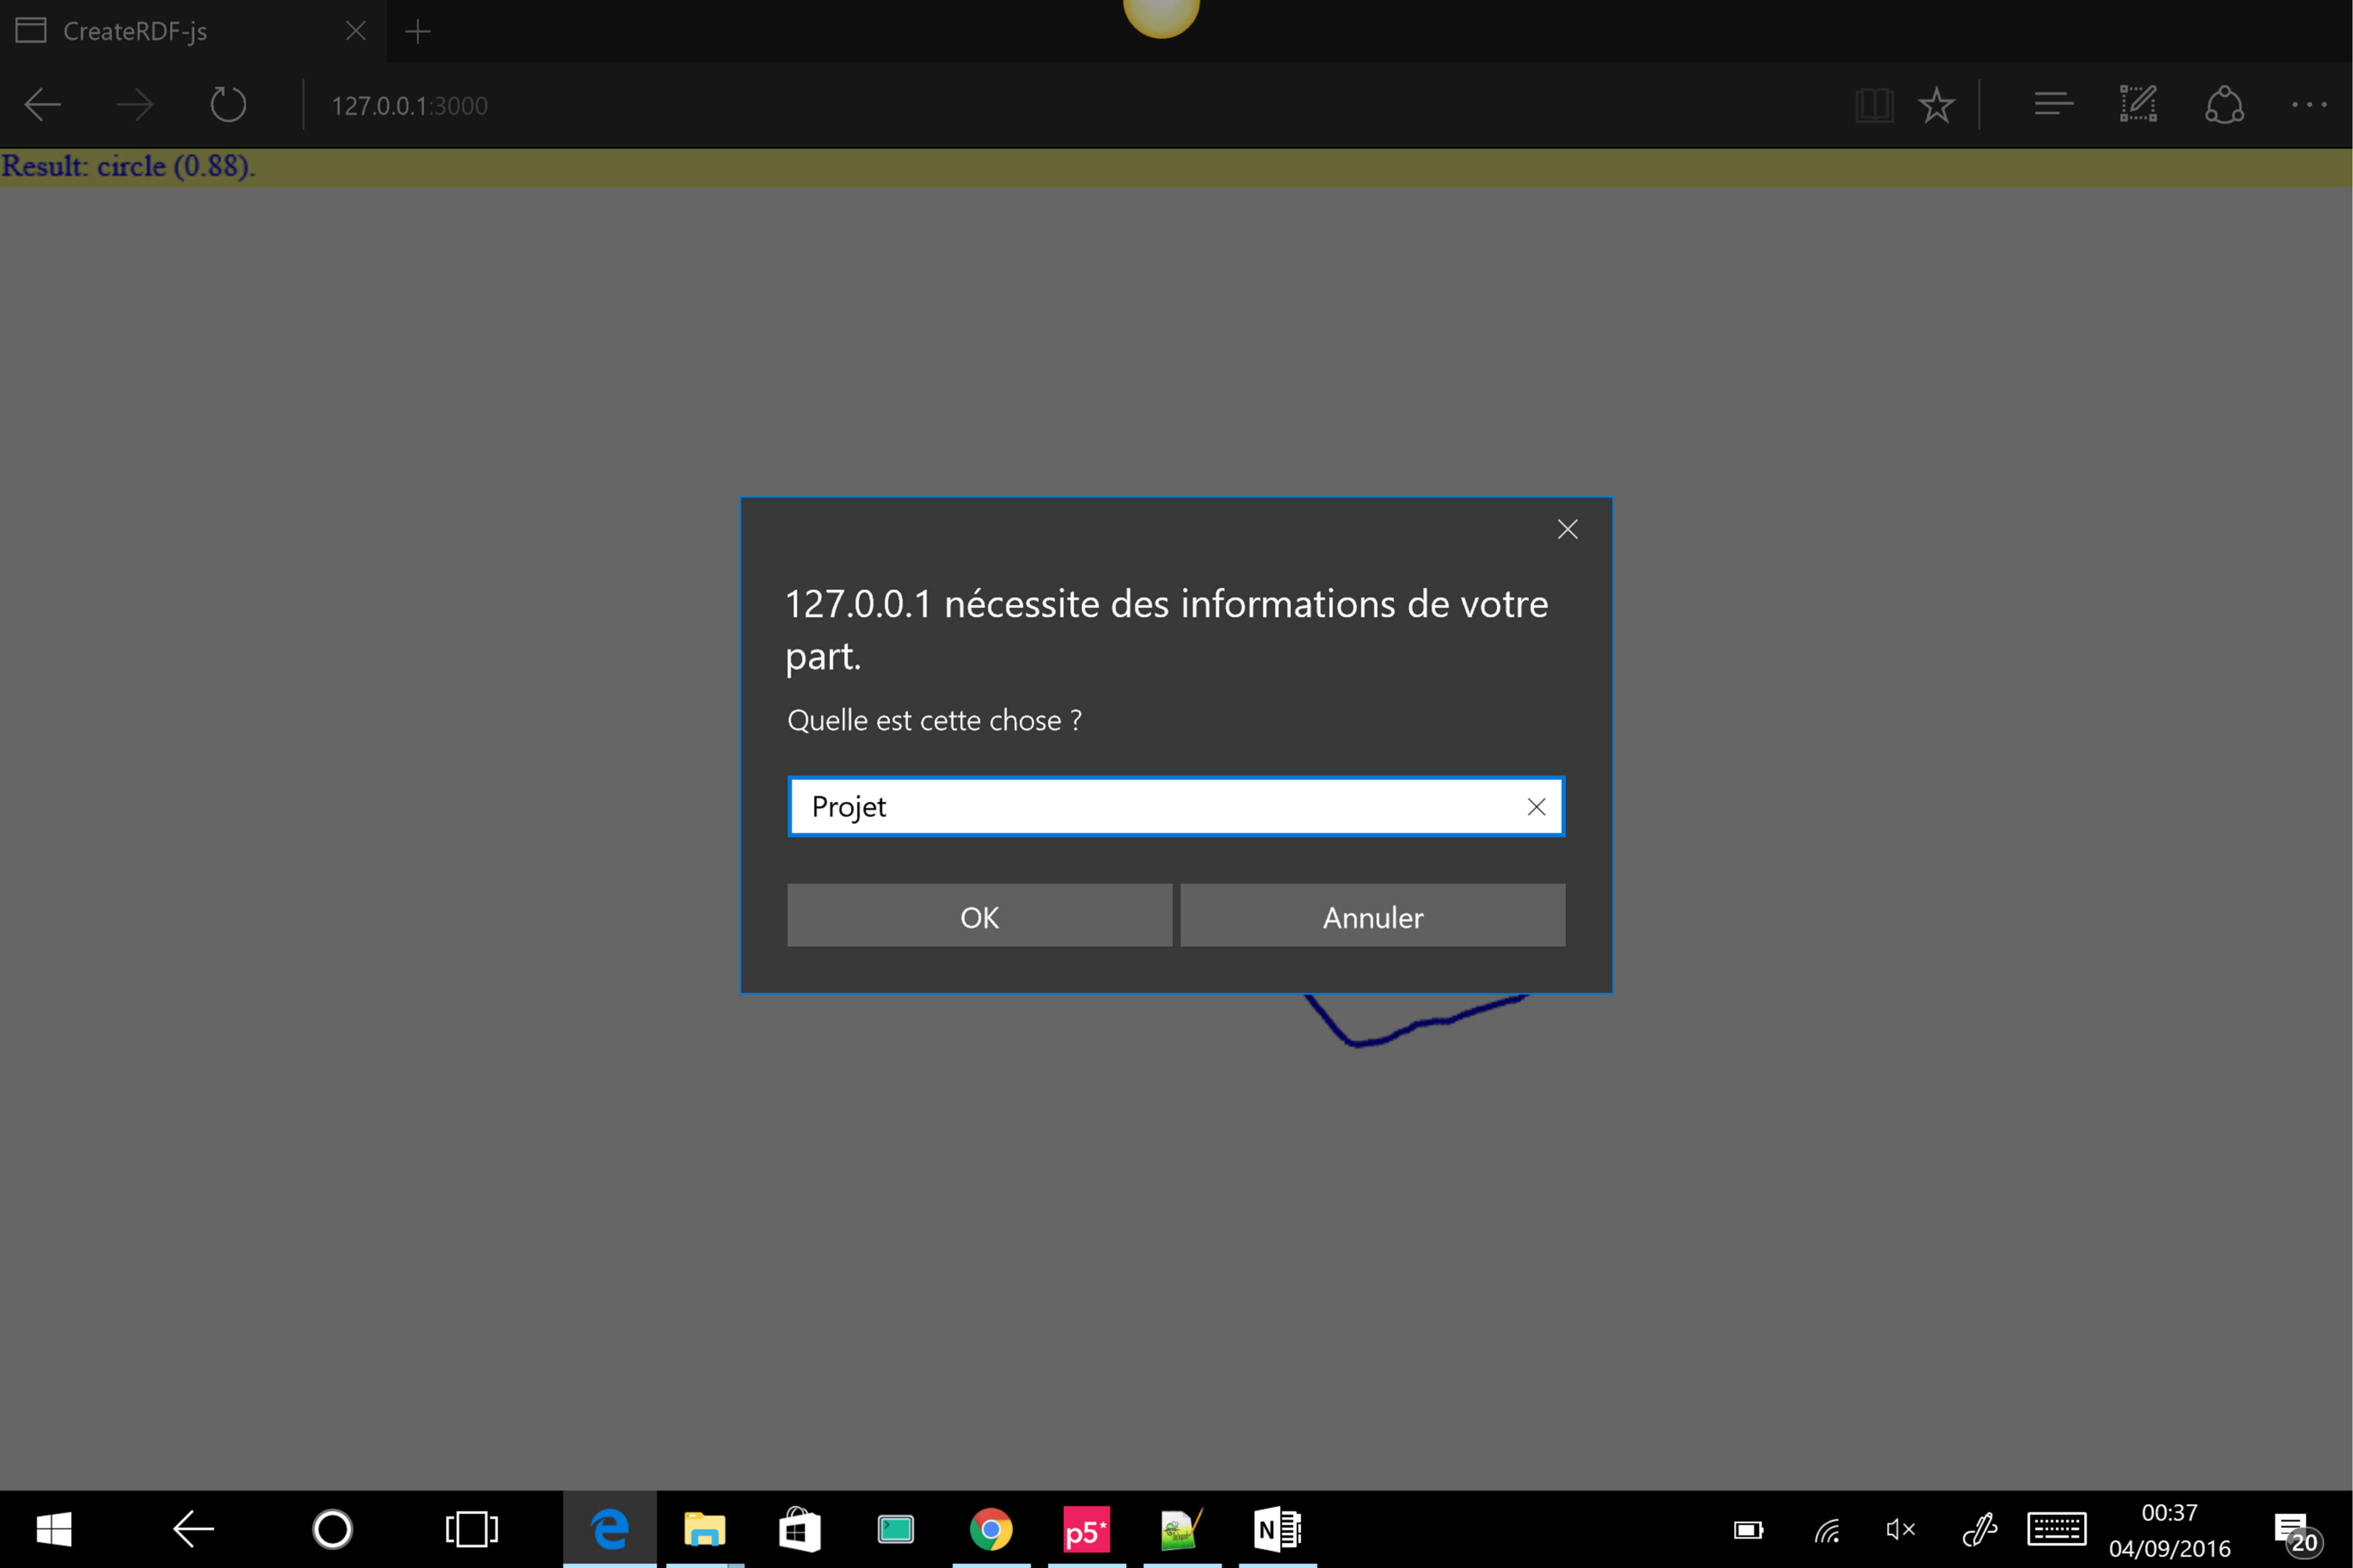 CreateRDF-js
127.0.0.1:3000
Result: circle (0.88).
127.0.0.1 nécessite des informations de votre
part.
Quelle est cette chose ?
Projet
OK
Annuler
p5*
N
00:37
04/09/2016
20